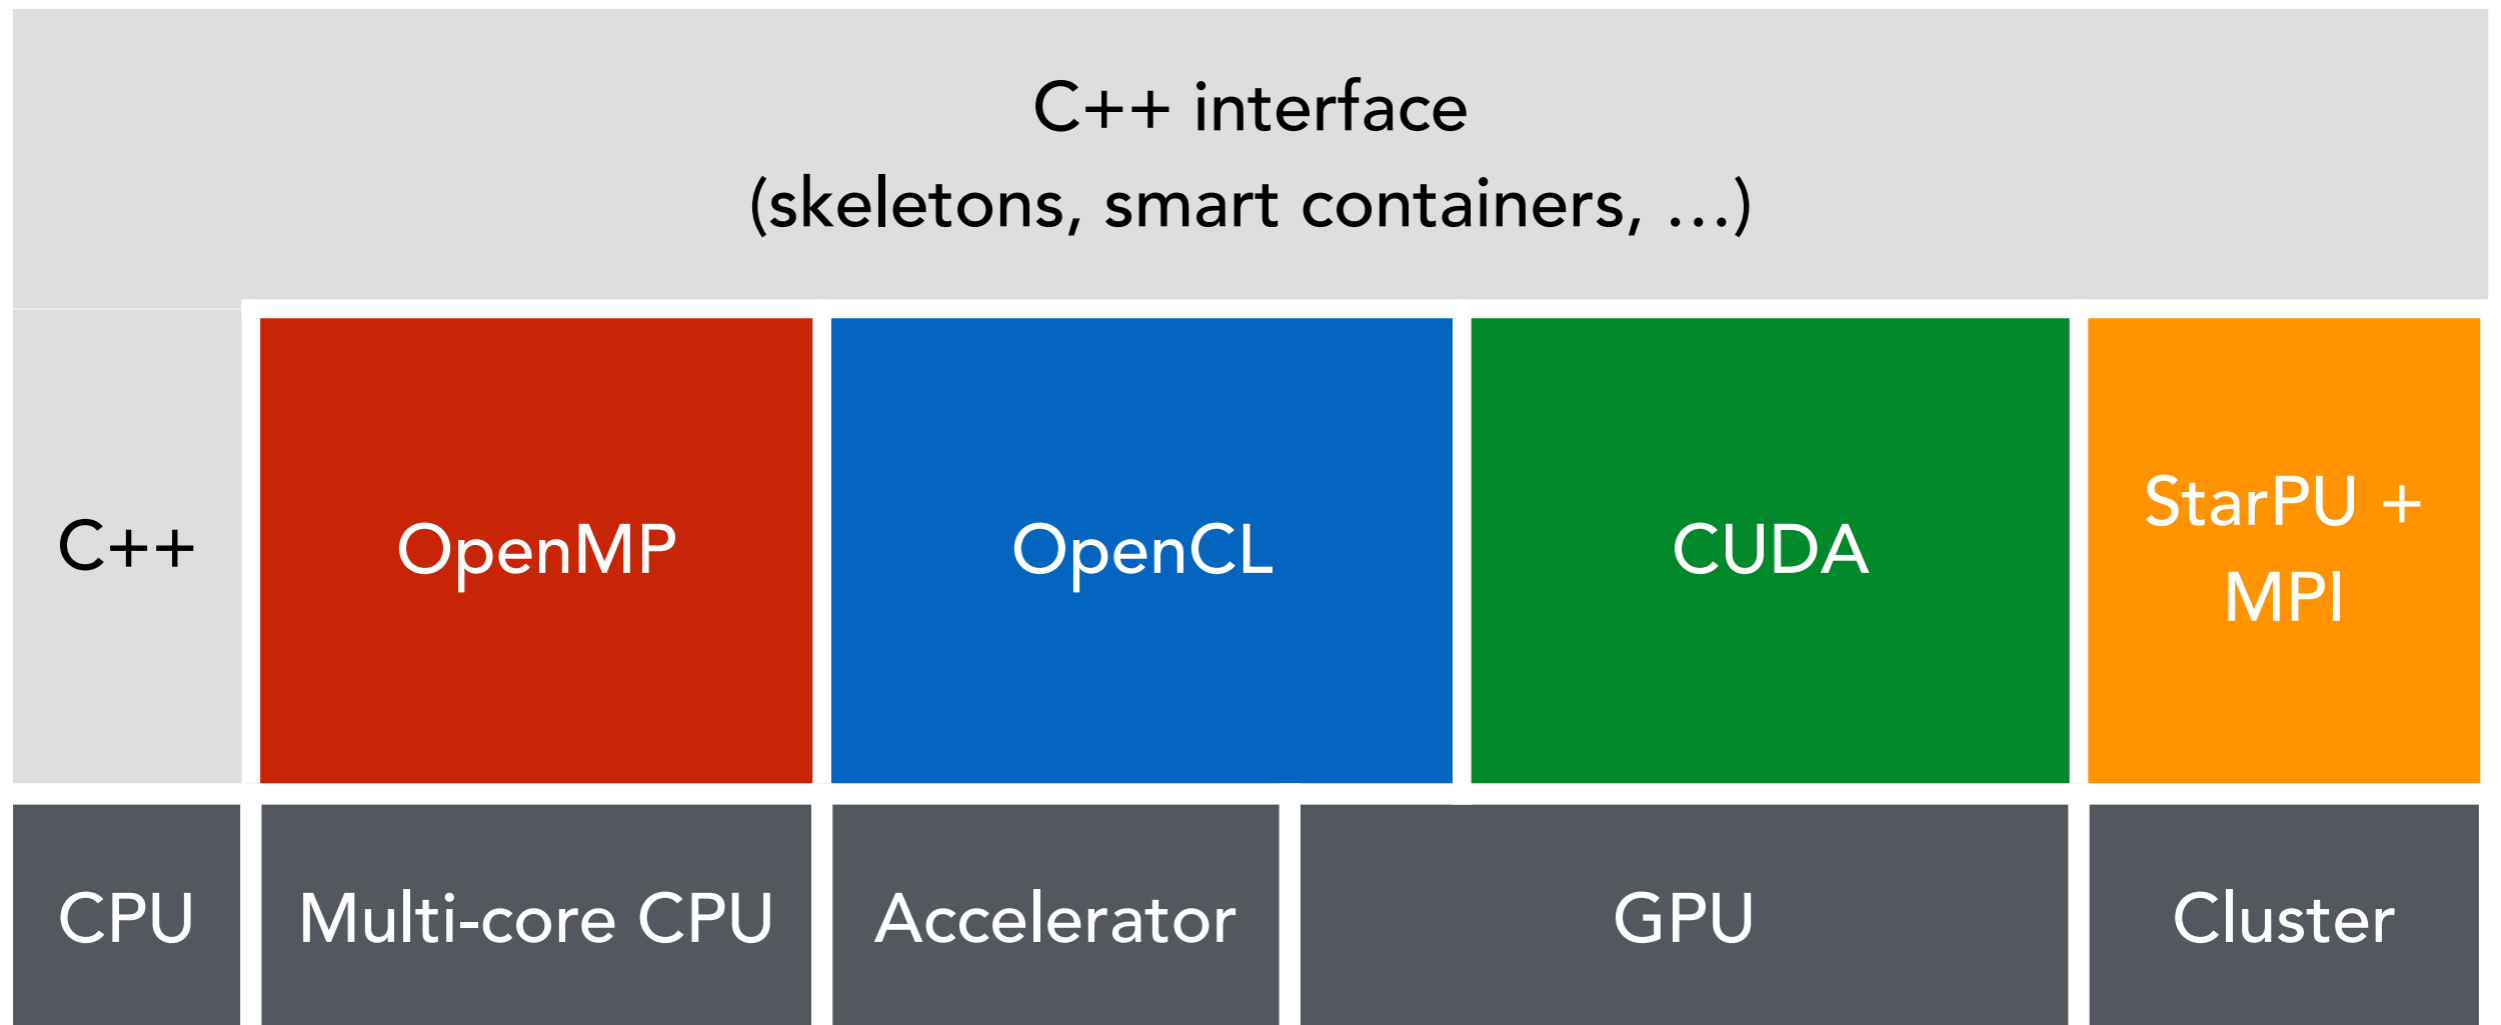 C++ interface
(skeletons, smart containers, ...)
C++
OpenMP
OpenCL
CUDA
StarPU +
MPI
CPU
Multi-core CPU
Accelerator
GPU
Cluster